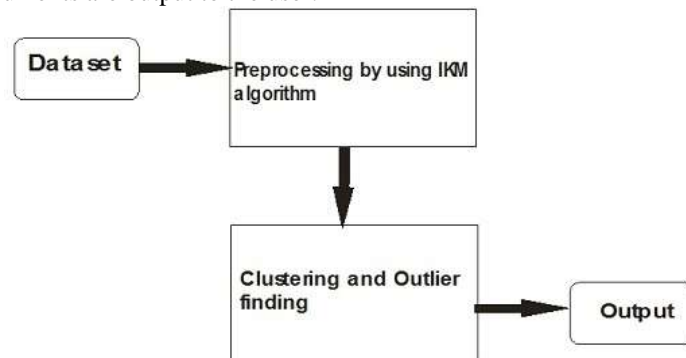 Dataset
Preprocessing by using IKM
algorithm
Clustering and Outlier
finding
Output